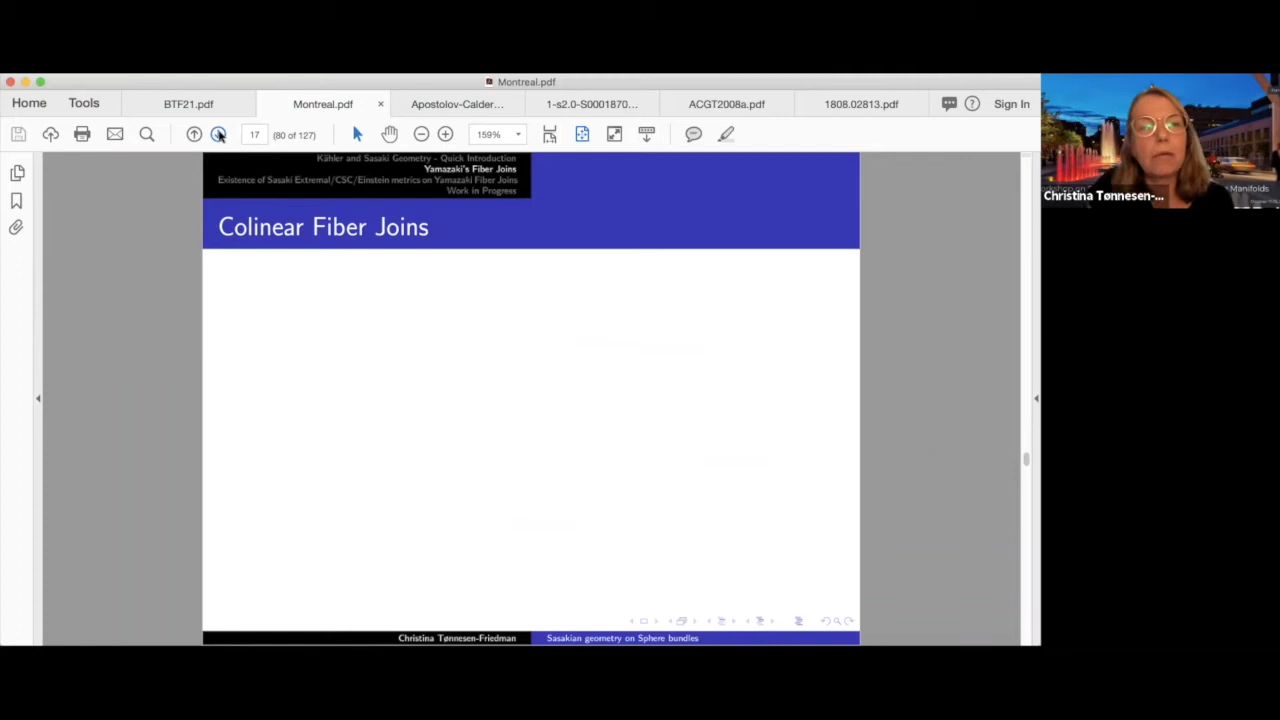 Montreal.pdf
Home
Tools
BTF21.pdf
Montreal.pdf ×
Apostolov-Calder...
1-s2.0-S0001870...
ACGT2008a.pdf
1808.02813.pdf
Sign In
17
(80 of 127)
159%
Kähler and Sasaki Geometry - Quick Introduction
Yamazaki's Fiber Joins
Existence of Sasaki Extremal/CSC/Einstein metrics on Yamazaki Fiber Joins
Work in Progress
Colinear Fiber Joins
Christina Tønnesen-Friedman
Sasakian geometry on Sphere bundles
Manifolds
Christina Tønnesen-...